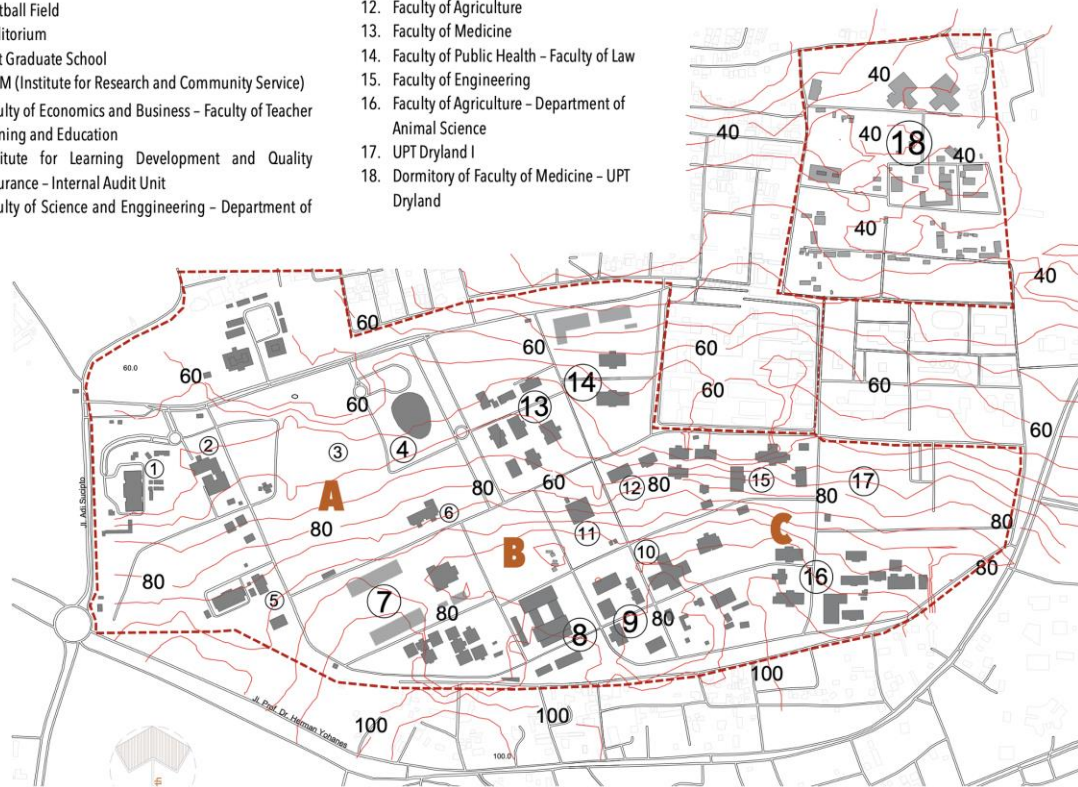 tball Field
ditorium
t Graduate School
M (Institute for Research and Community Service)
ulty of Economics and Business – Faculty of Teacher
ning and Education
itute for Learning Development and Quality
urance – Internal Audit Unit
ulty of Science and Enggineering – Department of
12. Faculty of Agriculture
13. Faculty of Medicine
14. Faculty of Public Health – Faculty of Law
15. Faculty of Engineering
16. Faculty of Agriculture – Department of
Animal Science
17. UPT Dryland I
18. Dormitory of Faculty of Medicine – UPT
Dryland
40
40
40
18
40
40
40
60
60
60
14
60
60
60.0
60
60
13
60
60
2
3
4
1
15
12
80
17
60
80
80
A
6
80
11
C
80
B
10
80
80
16
5
7
80
8
9
80
100
100
100
100.0
Jl. Adi Sucipto
Jl. Prof. Dr. Herman Yohanes